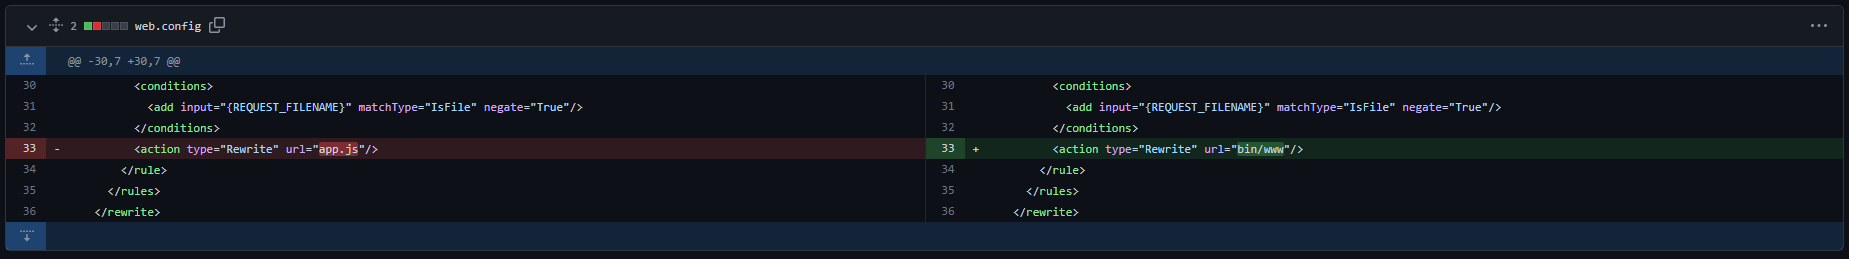 2 web.config
@@ -30,7 +30,7 @@
30 <conditions> 30 <conditions>
31 <add input="{REQUEST_FILENAME}" matchType="IsFile" negate="True"/> 31 <add input="{REQUEST_FILENAME}" matchType="IsFile" negate="True"/>
32 </conditions> 32 </conditions>
33 - <action type="Rewrite" url="app.js"/> 33 + <action type="Rewrite" url="bin/www"/>
34 </rule> 34 </rule>
35 </rules> 35 </rules>
36 </rewrite> 36 </rewrite>